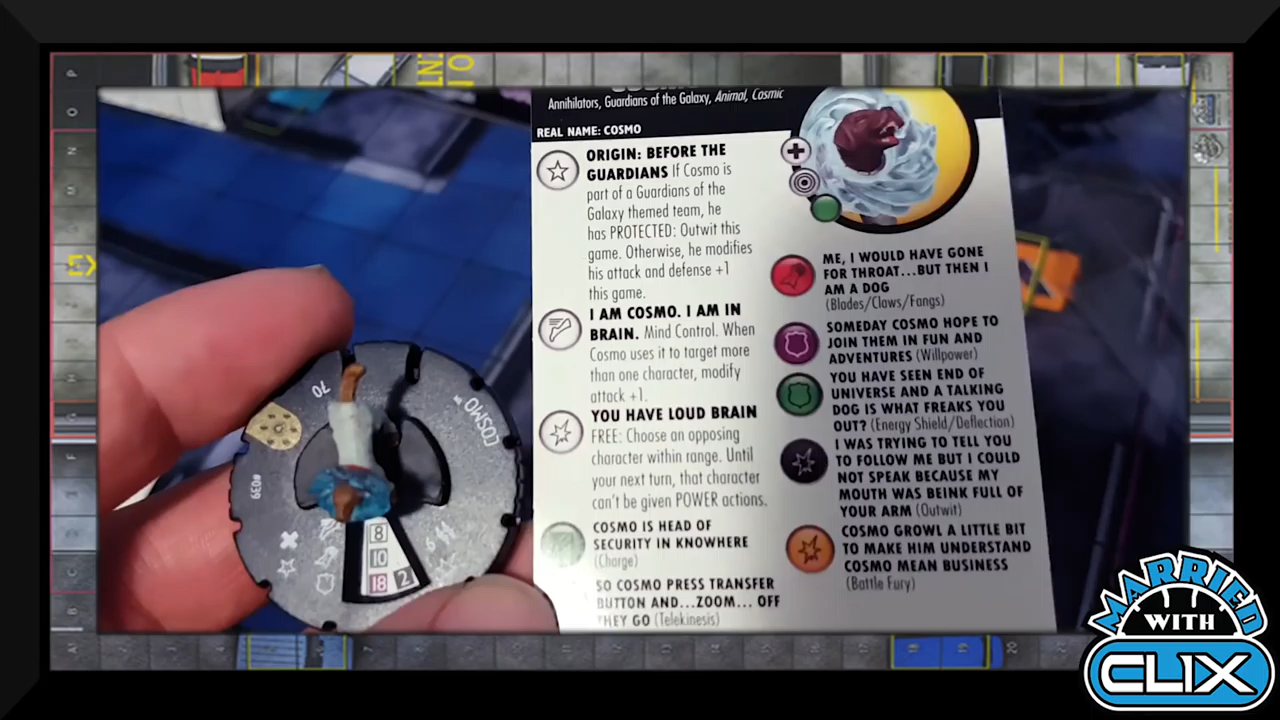 Annihilators, Guardians of the Galaxy, Animal, Cosmic
REAL NAME: COSMO
ORIGIN: BEFORE THE
GUARDIANS If Cosmo is
part of a Guardians of the
Galaxy themed team, he
has PROTECTED: Outwit this
game. Otherwise, he modifies
his attack and defense +1
this game.
I AM COSMO. I AM IN
BRAIN. Mind Control. When
Cosmo uses it to target more
than one character, modify
attack +1.
YOU HAVE LOUD BRAIN
FREE: Choose an opposing
character within range. Until
your next turn, that character
can't be given POWER actions.
COSMO IS HEAD OF
SECURITY IN KNOWHERE
(Charge)
SO COSMO PRESS TRANSFER
BUTTON AND...ZOOM... OFF
THEY GO (Telekinesis)
ME, I WOULD HAVE GONE
FOR THROAT...BUT THEN I
AM A DOG
(Blades/Claws/Fangs)
SOMEDAY COSMO HOPE TO
JOIN THEM IN FUN AND
ADVENTURES (Willpower)
YOU HAVE SEEN END OF
UNIVERSE AND A TALKING
DOG IS WHAT FREAKS YOU
OUT? (Energy Shield/Deflection)
I WAS TRYING TO TELL YOU
TO FOLLOW ME BUT I COULD
NOT SPEAK BECAUSE MY
MOUTH WAS BEINK FULL OF
YOUR ARM (Outwit)
COSMO GROWL A LITTLE BIT
TO MAKE HIM UNDERSTAND
COSMO MEAN BUSINESS
(Battle Fury)
70
COSMO™
#039
6
8
10
18 2
MARRIED
WITH
CLIX